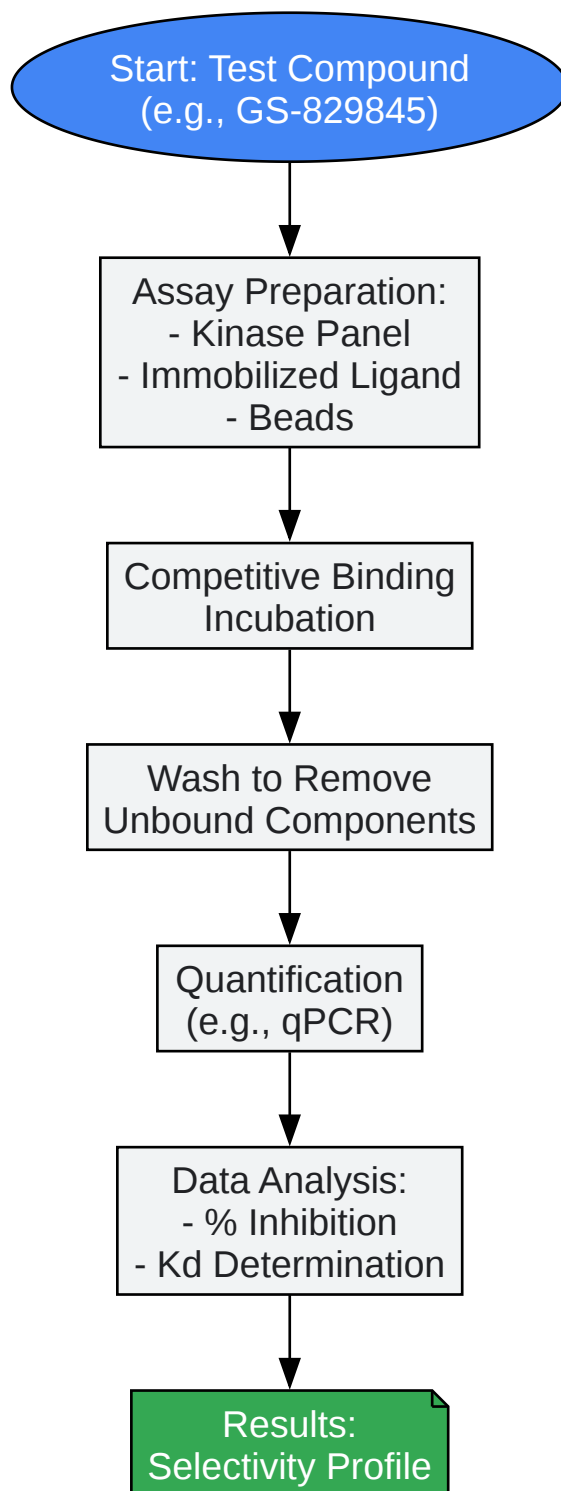 Start: Test Compound
(e.g., GS-829845)
Assay Preparation:
- Kinase Panel
- Immobilized Ligand
- Beads
Competitive Binding
Incubation
Wash to Remove
Unbound Components
Quantification
(e.g., qPCR)
Data Analysis:
- % Inhibition
- Kd Determination
Results:
Selectivity Profile